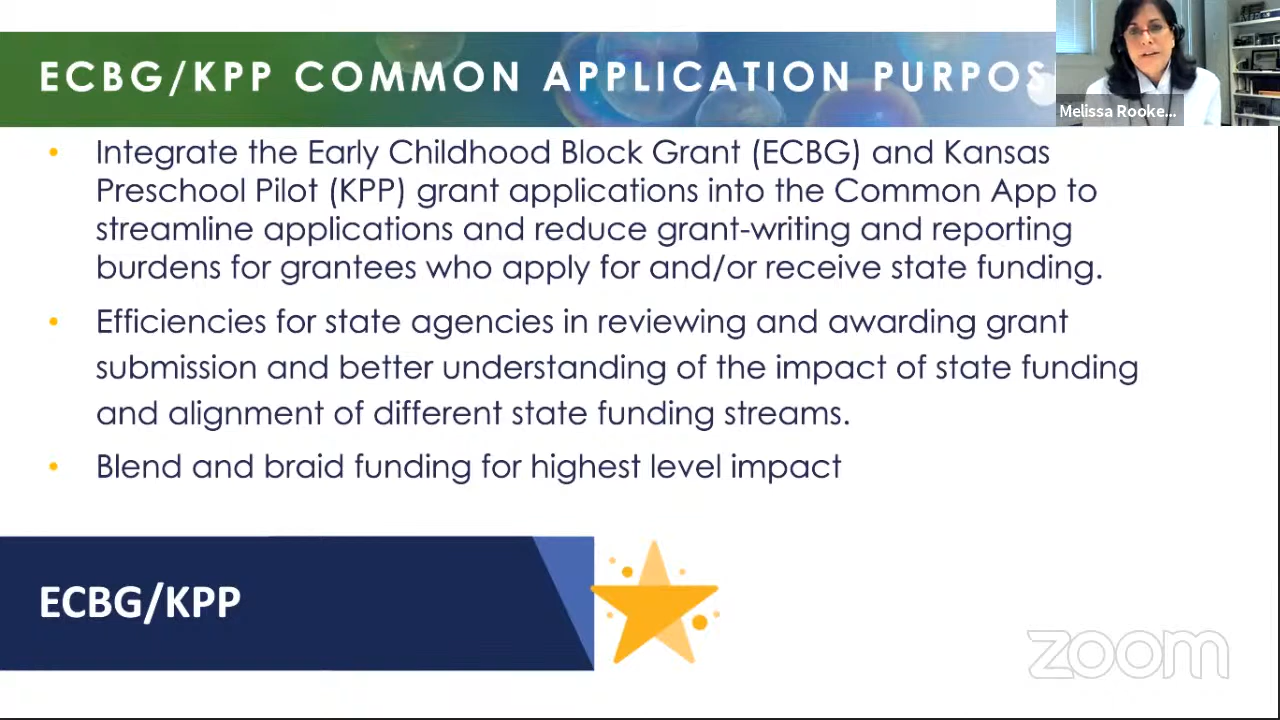 ECBG/KPP COMMON APPLICATION PURPOS
Melissa Rooke...
• Integrate the Early Childhood Block Grant (ECBG) and Kansas
Preschool Pilot (KPP) grant applications into the Common App to
streamline applications and reduce grant-writing and reporting
burdens for grantees who apply for and/or receive state funding.
• Efficiencies for state agencies in reviewing and awarding grant
submission and better understanding of the impact of state funding
and alignment of different state funding streams.
• Blend and braid funding for highest level impact
ECBG/KPP
zoom